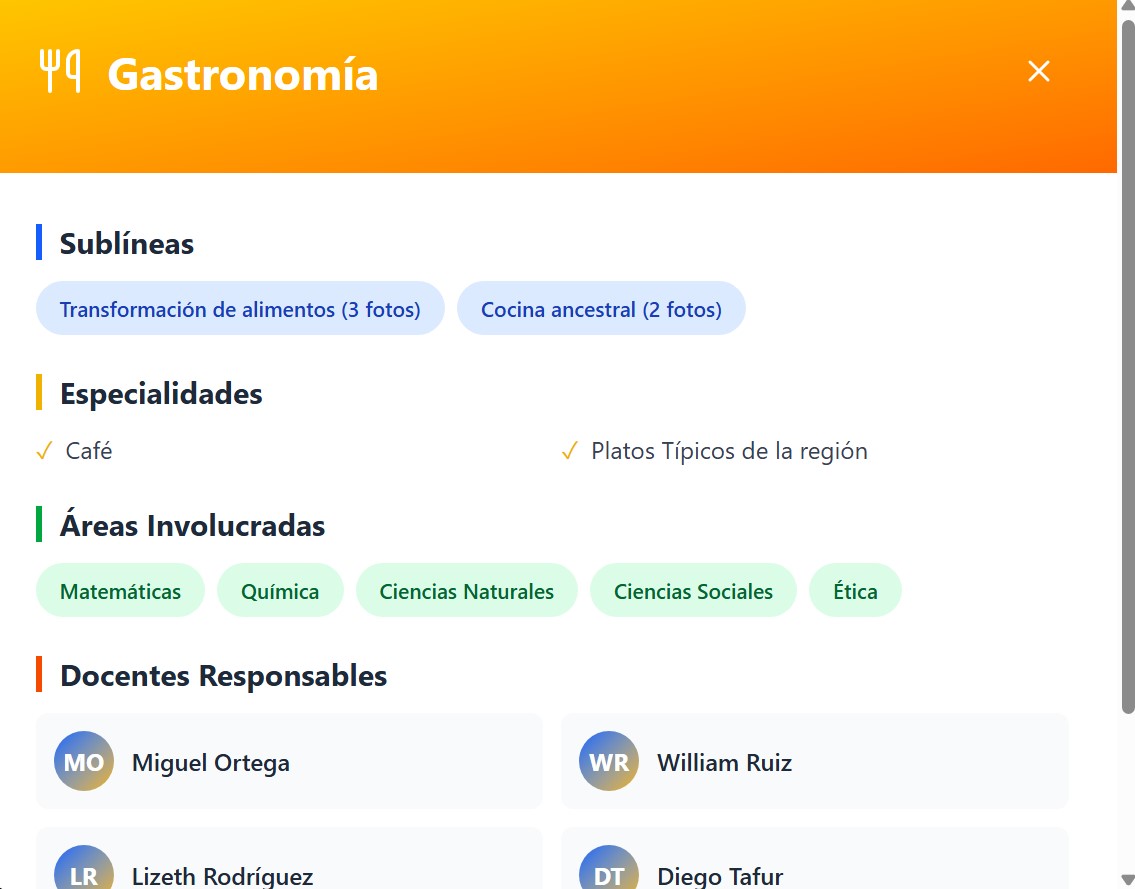 Gastronomía
Sublíneas
Transformación de alimentos (3 fotos)
Cocina ancestral (2 fotos)
Especialidades
✓ Café
✓ Platos Típicos de la región
Áreas Involucradas
Matemáticas
Química
Ciencias Naturales
Ciencias Sociales
Ética
Docentes Responsables
MO
Miguel Ortega
WR
William Ruiz
LR
Lizeth Rodríguez
DT
Diego Tafur